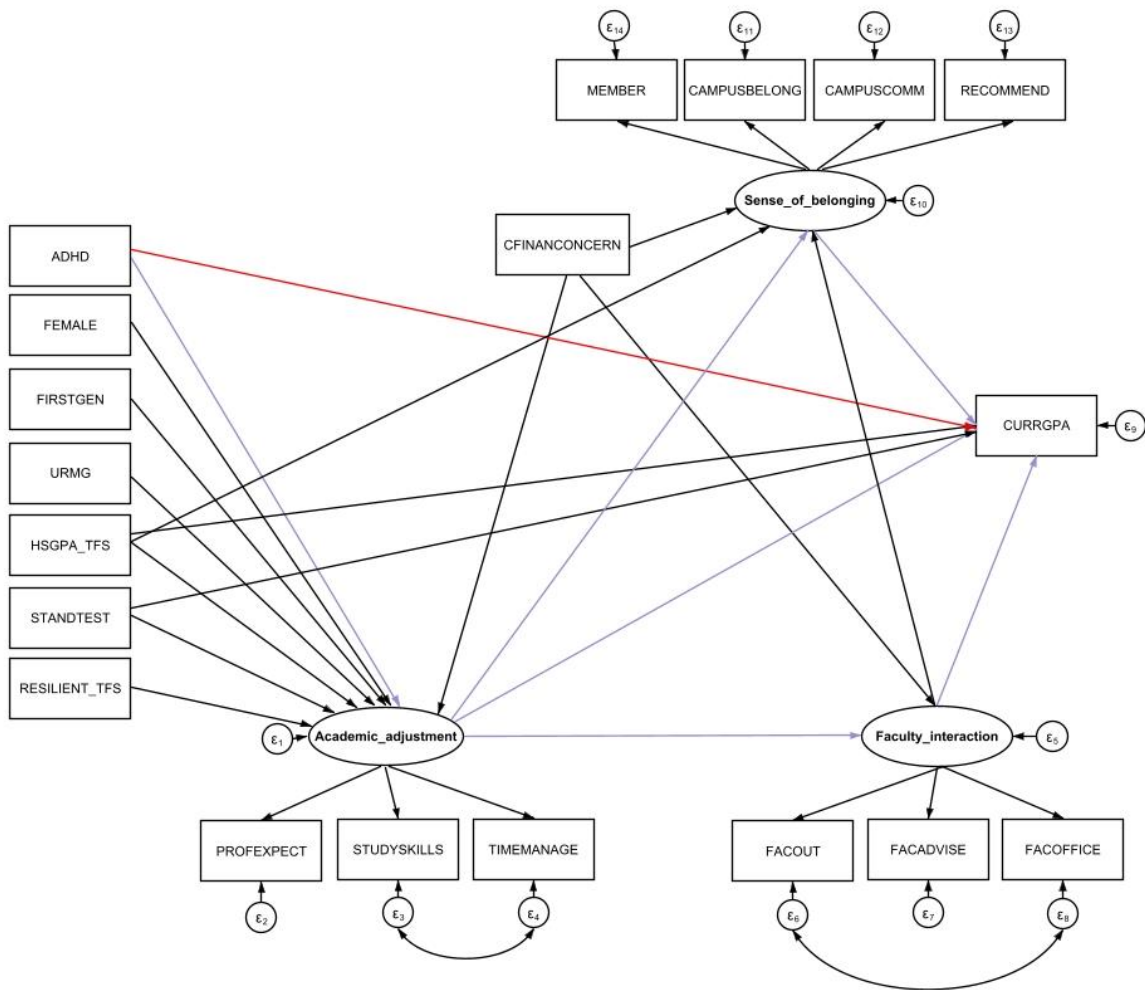 ε14 ε11 ε12 ε13
MEMBER CAMPUSBELONG CAMPUSCOMM RECOMMEND
Sense_of_belonging ε10
ADHD
CFINANCONCERN
FEMALE
FIRSTGEN
CURRGPA ε9
URMG
HSGPA_TFS
STANDTEST
RESILIENT_TFS
ε1 Academic_adjustment Faculty_interaction ε5
PROFEXPECT STUDYSKILLS TIMEMANAGE FACOUT FACADVISE FACOFFICE
ε2 ε3 ε4 ε6 ε7 ε8